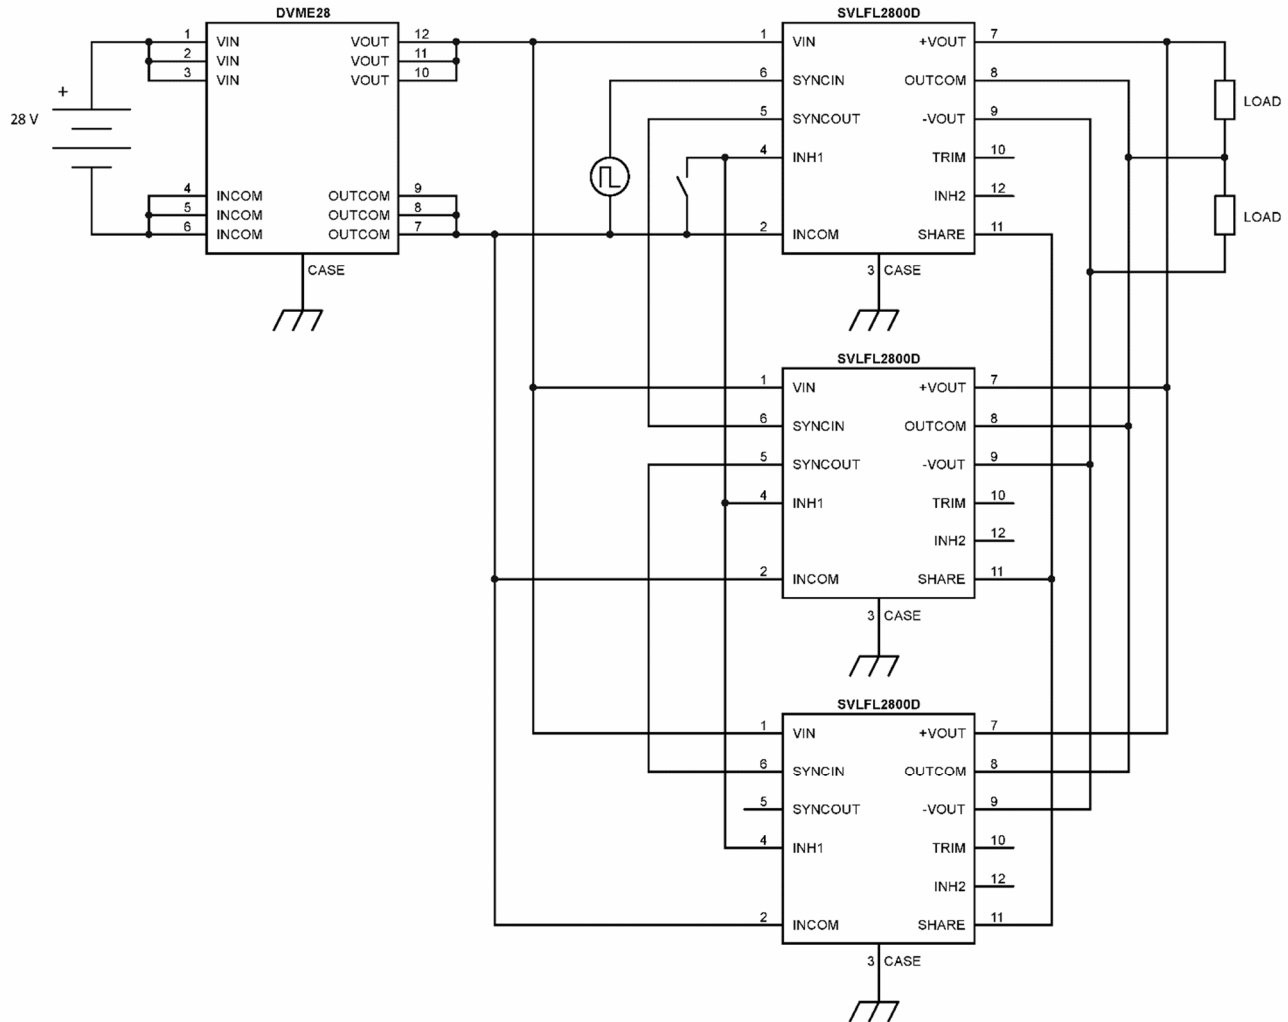 DVME28
1 VIN VOUT 12
2 VIN VOUT 11
3 VIN VOUT 10
+
28 V
4 INCOM OUTCOM 9
5 INCOM OUTCOM 8
6 INCOM OUTCOM 7
CASE
SVLFL2800D
1 VIN +VOUT 7
6 SYNCIN OUTCOM 8
5 SYNCOUT -VOUT 9
4 INH1 TRIM 10
INH2 12
2 INCOM SHARE 11
3 CASE
LOAD
LOAD
SVLFL2800D
1 VIN +VOUT 7
6 SYNCIN OUTCOM 8
5 SYNCOUT -VOUT 9
4 INH1 TRIM 10
INH2 12
2 INCOM SHARE 11
3 CASE
SVLFL2800D
1 VIN +VOUT 7
6 SYNCIN OUTCOM 8
5 SYNCOUT -VOUT 9
4 INH1 TRIM 10
INH2 12
2 INCOM SHARE 11
3 CASE